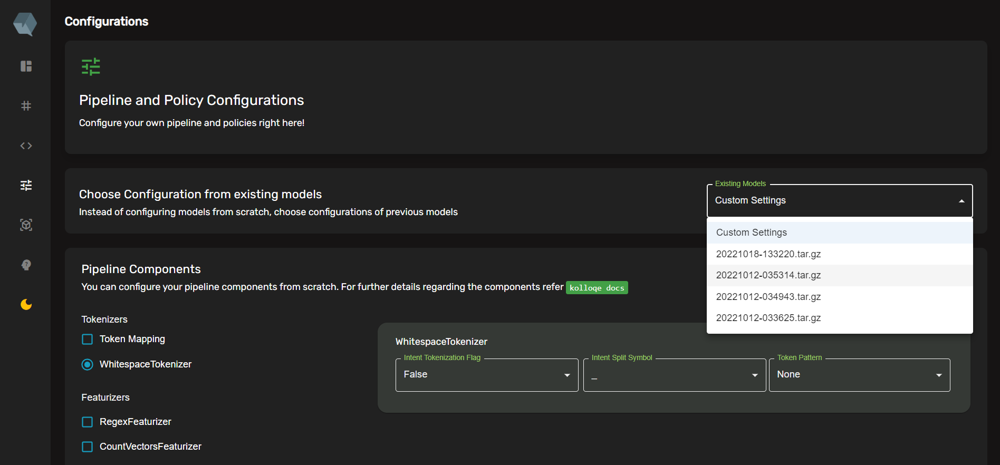 Configurations
Pipeline and Policy Configurations
Configure your own pipeline and policies right here!
Choose Configuration from existing models
Instead of configuring models from scratch, choose configurations of previous models
Existing Models
Custom Settings
Custom Settings
20221018-133220.tar.gz
20221012-035314.tar.gz
20221012-034943.tar.gz
20221012-033625.tar.gz
Pipeline Components
You can configure your pipeline components from scratch. For further details regarding the components refer kolloqe docs
Tokenizers
Token Mapping
WhitespaceTokenizer
WhitespaceTokenizer
Intent Tokenization Flag
False
Intent Split Symbol
_
Token Pattern
None
Featurizers
RegexFeaturizer
CountVectorsFeaturizer